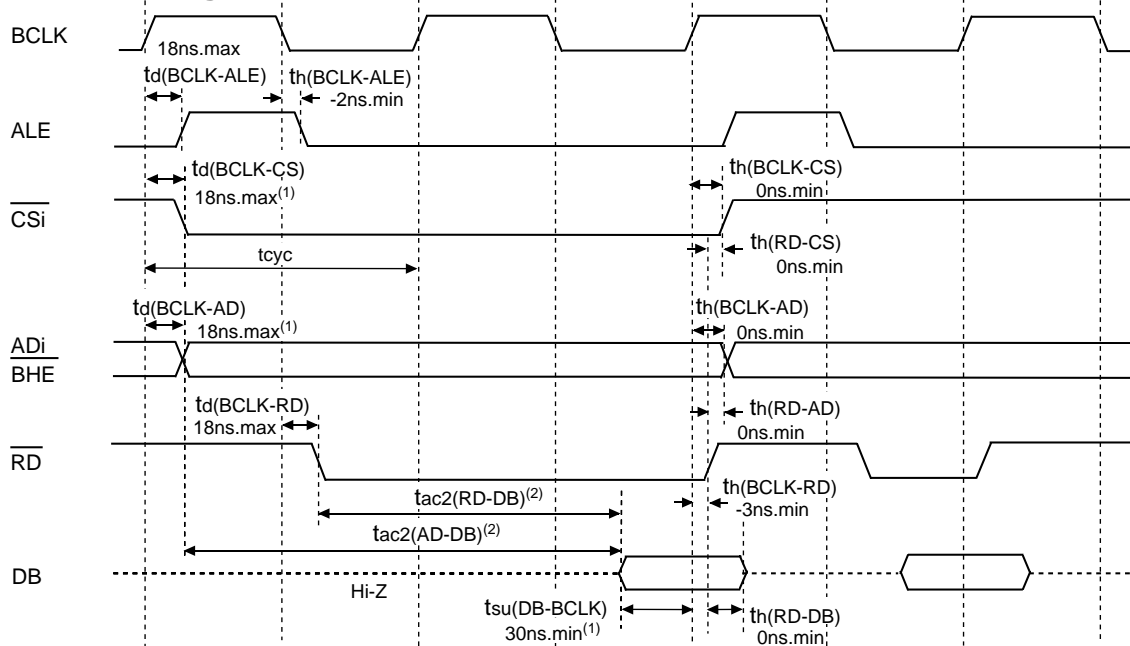 BCLK
18ns.max
td(BCLK-ALE)
th(BCLK-ALE)
-2ns.min
ALE
td(BCLK-CS)
18ns.max(1)
th(BCLK-CS)
0ns.min
CSi
th(RD-CS)
0ns.min
tcyc
td(BCLK-AD)
18ns.max(1)
th(BCLK-AD)
0ns.min
ADi
BHE
td(BCLK-RD)
18ns.max
th(RD-AD)
0ns.min
RD
tac2(RD-DB)(2)
th(BCLK-RD)
-3ns.min
tac2(AD-DB)(2)
DB
Hi-Z
tsu(DB-BCLK)
30ns.min(1)
th(RD-DB)
0ns.min